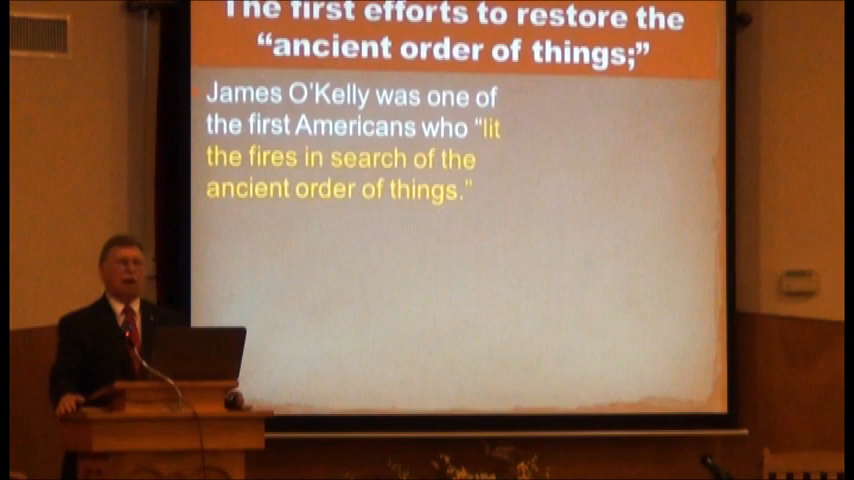 The first efforts to restore the
“ancient order of things;”
James O'Kelly was one of
the first Americans who “lit
the fires in search of the
ancient order of things.”